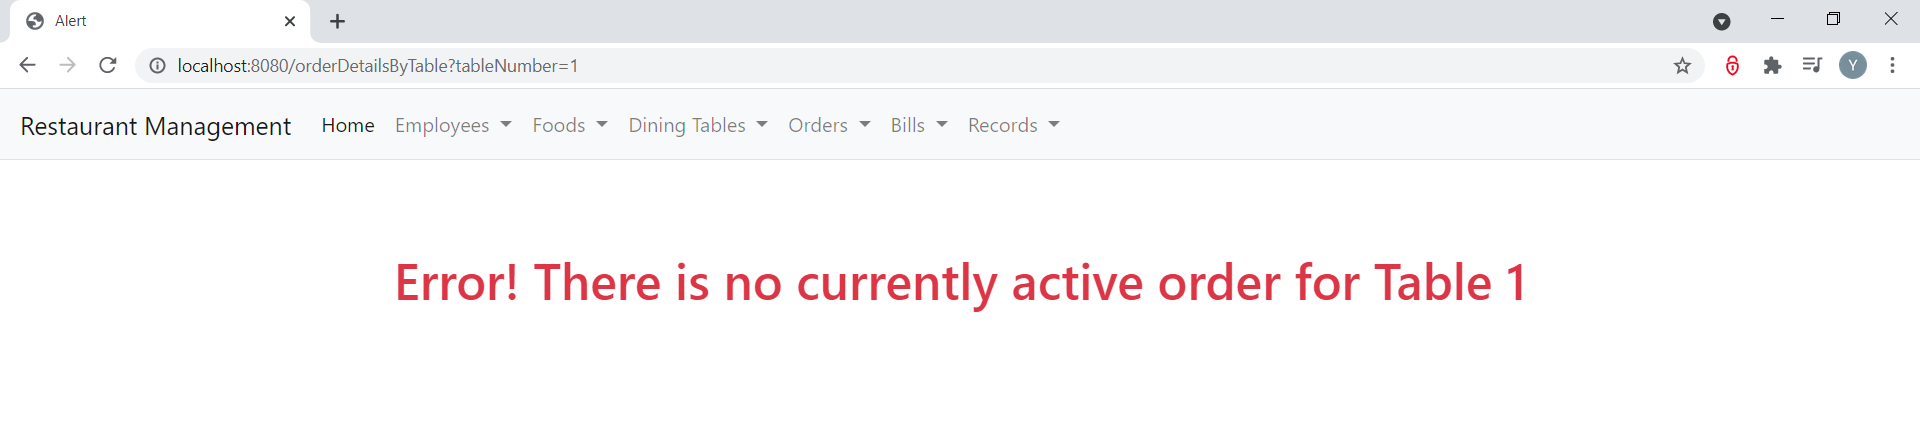 Alert
localhost:8080/orderDetailsByTable?tableNumber=1
Y
Restaurant Management Home Employees Foods Dining Tables Orders Bills Records
Error! There is no currently active order for Table 1